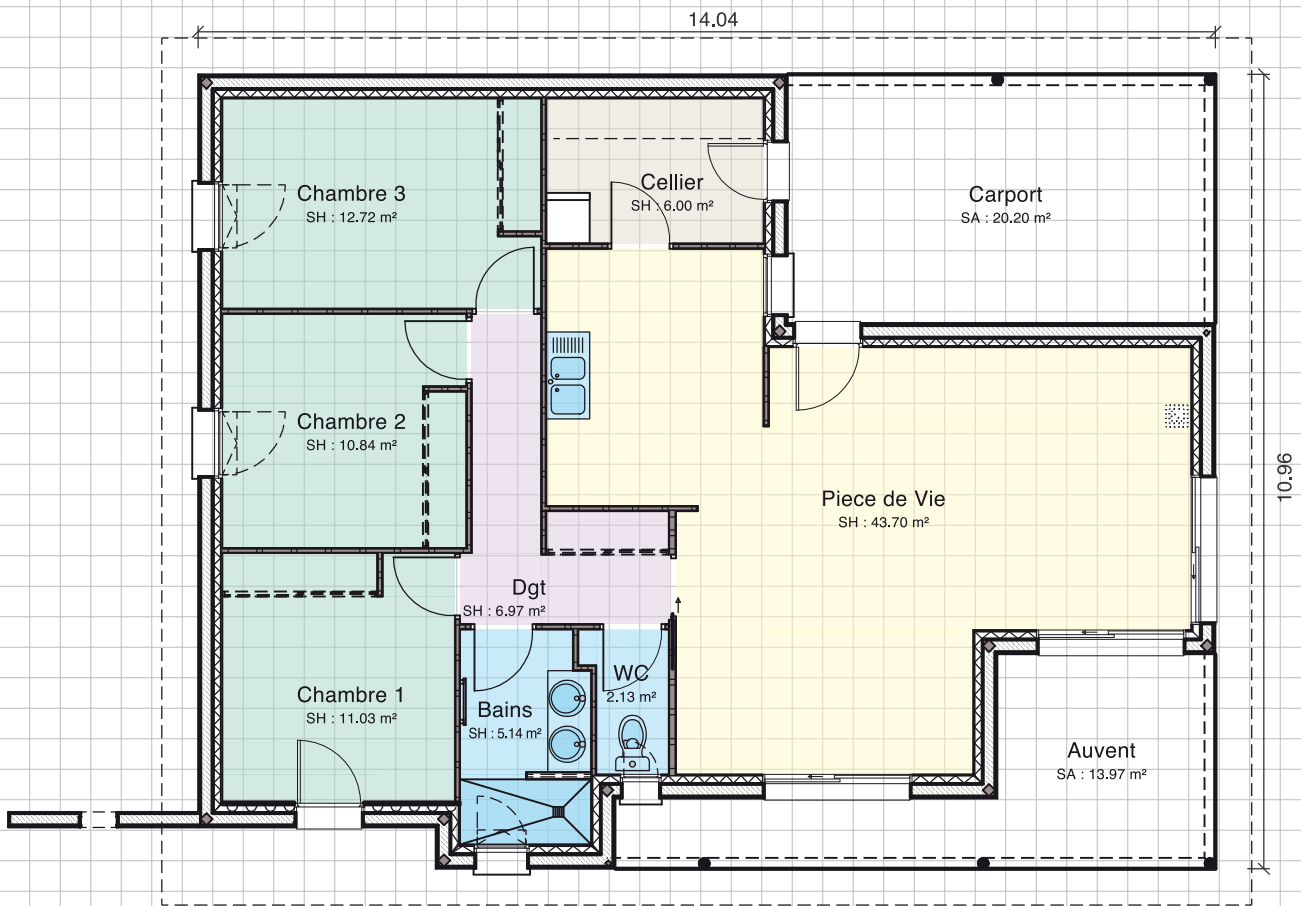 14.04
Chambre 3
SH : 12.72 m²
Cellier
SH : 6.00 m²
Carport
SA : 20.20 m²
Chambre 2
SH : 10.84 m²
10.96
Piece de Vie
SH : 43.70 m²
Dgt
SH : 6.97 m²
Chambre 1
SH : 11.03 m²
Bains
SH : 5.14 m²
WC
2.13 m²
Auvent
SA : 13.97 m²